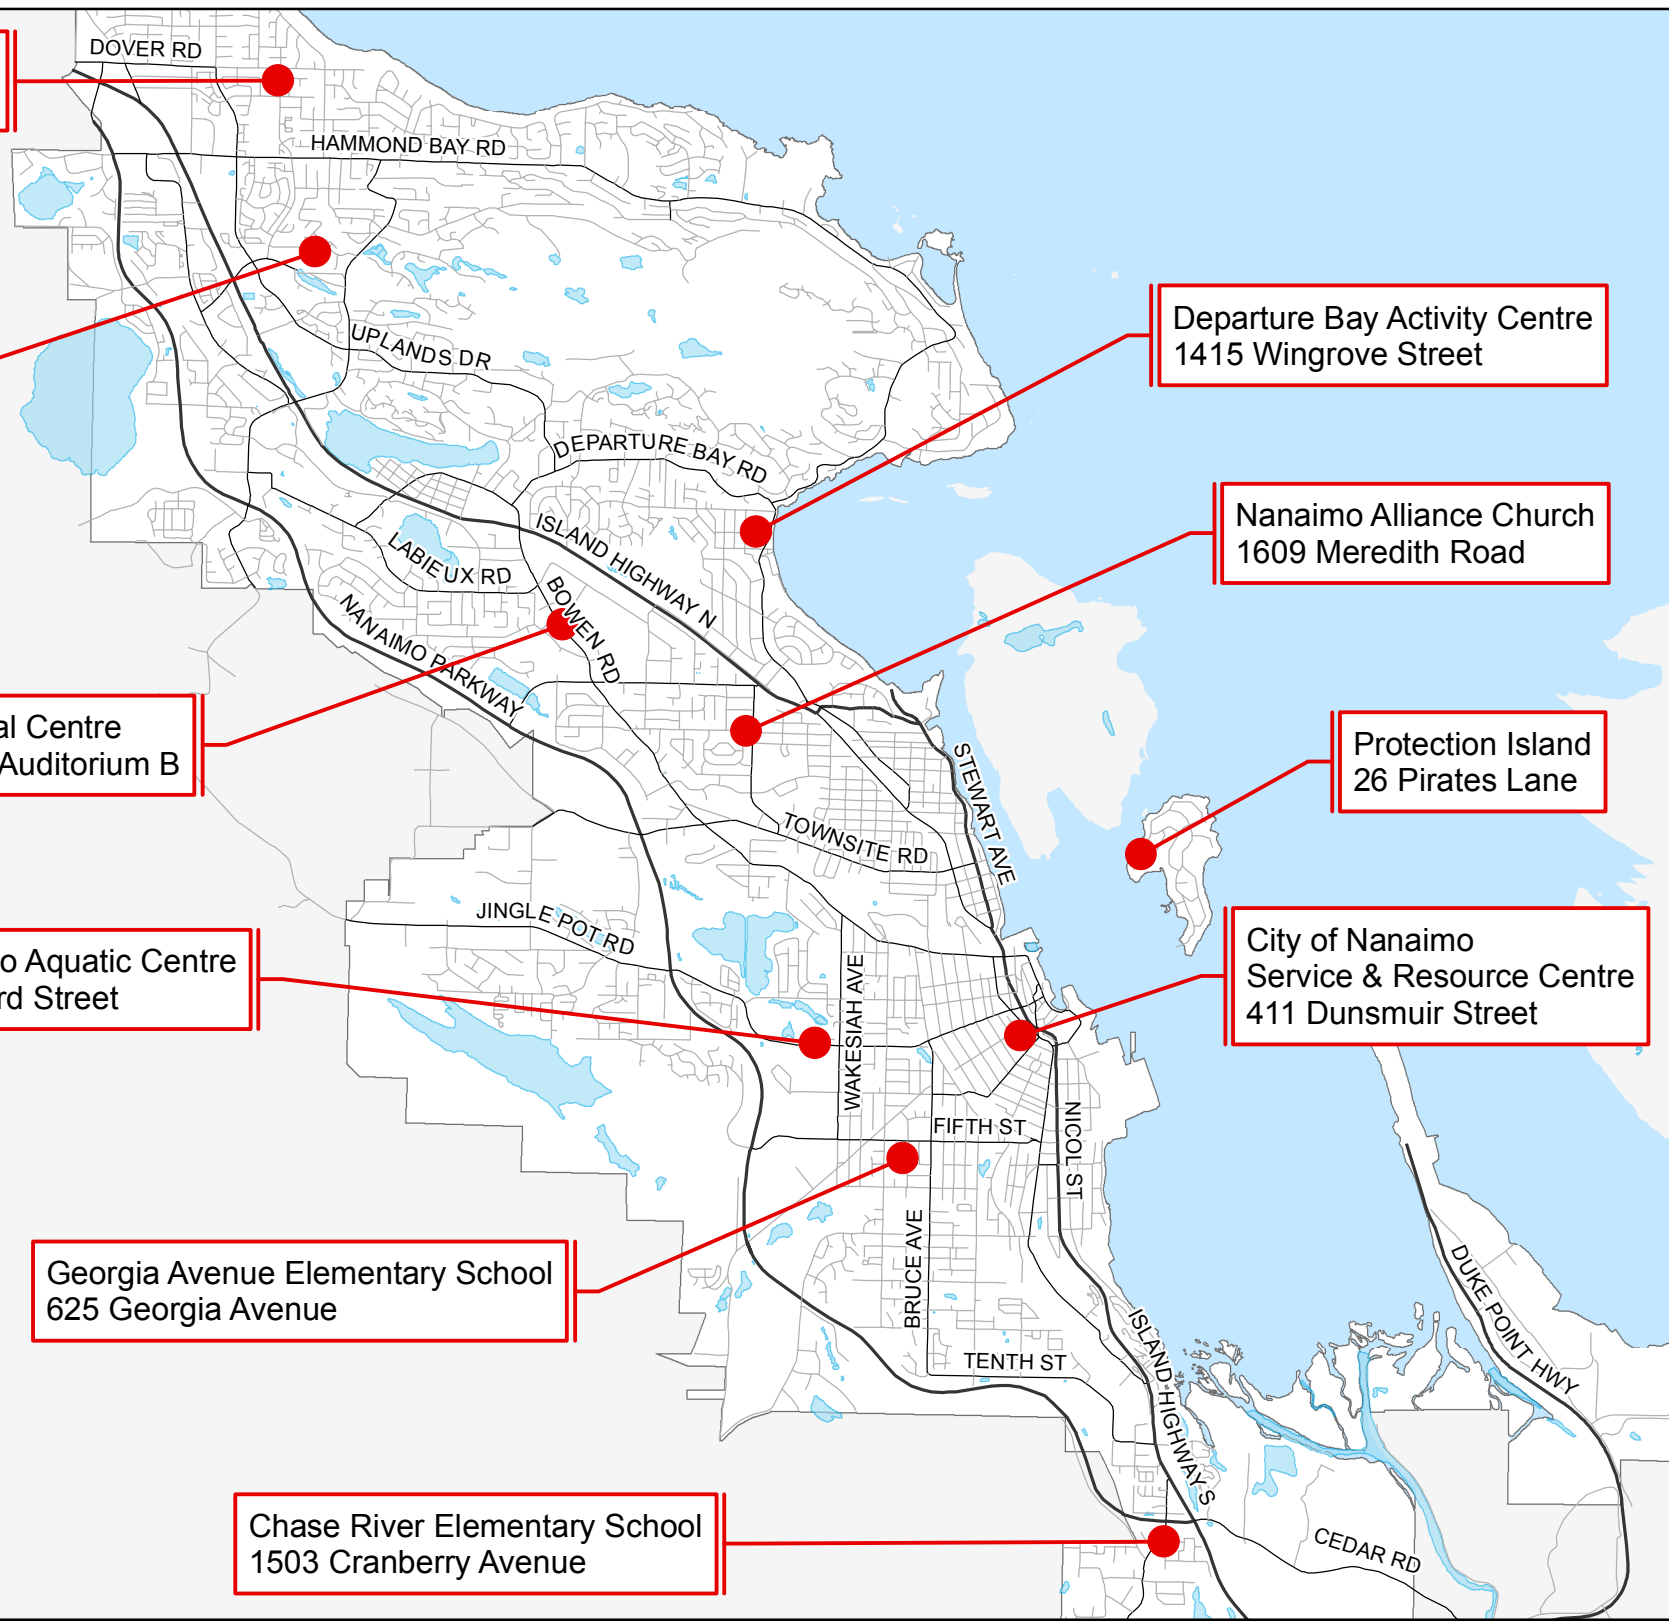 DOVER RD
HAMMOND BAY RD
UPLANDS DR
Departure Bay Activity Centre
1415 Wingrove Street
DEPARTURE BAY RD
Nanaimo Alliance Church
1609 Meredith Road
ISLAND HIGHWAY N
LABIEUX RD
BOWEN RD
NANAIMO PARKWAY
al Centre
Auditorium B
Protection Island
26 Pirates Lane
STEWART AVE
TOWNSITE RD
JINGLE POT RD
o Aquatic Centre
rd Street
City of Nanaimo
Service & Resource Centre
411 Dunsmuir Street
WAKESIAH AVE
FIFTH ST
NICOL ST
Georgia Avenue Elementary School
625 Georgia Avenue
BRUCE AVE
DUKE POINT HWY
ISLAND HIGHWAY S
TENTH ST
Chase River Elementary School
1503 Cranberry Avenue
CEDAR RD